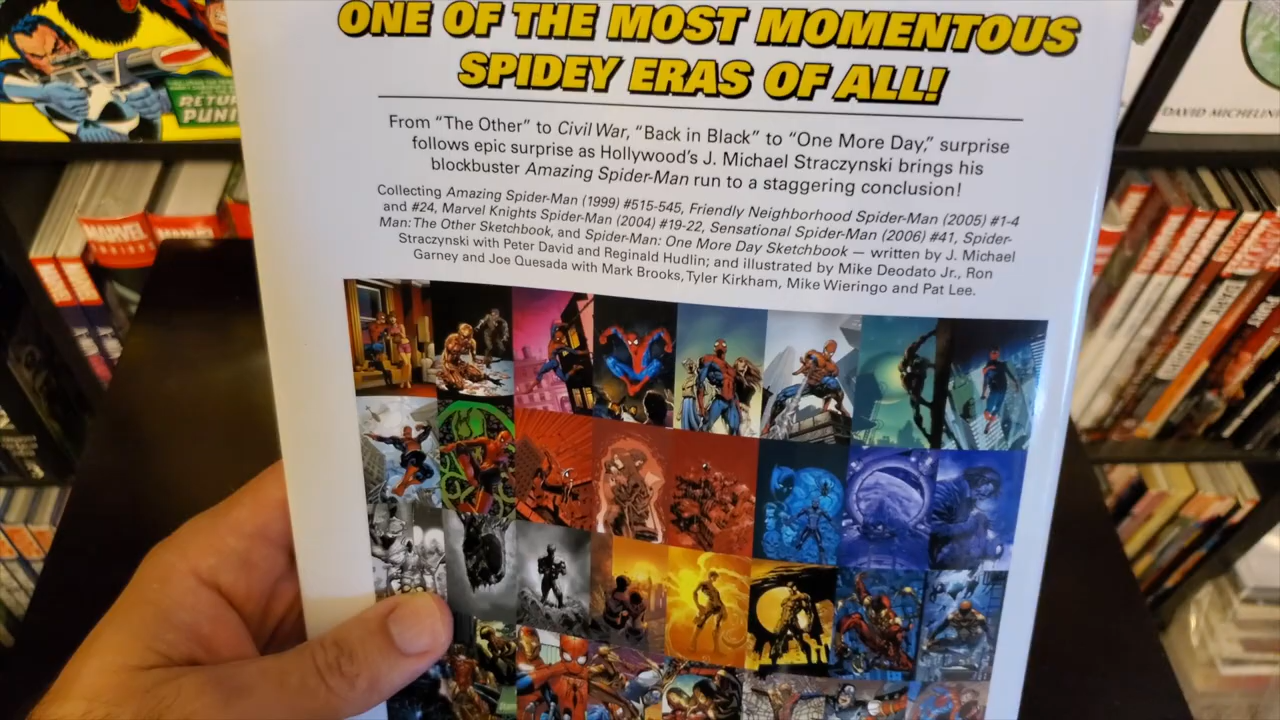 ONE OF THE MOST MOMENTOUS
SPIDEY ERAS OF ALL!
From “The Other” to Civil War, “Back in Black” to “One More Day,” surprise
follows epic surprise as Hollywood’s J. Michael Straczynski brings his
blockbuster Amazing Spider-Man run to a staggering conclusion!
Collecting Amazing Spider-Man (1999) #515-545, Friendly Neighborhood Spider-Man (2005) #1-4
and #24, Marvel Knights Spider-Man (2004) #19-22, Sensational Spider-Man (2006) #41, Spider-
Man: The Other Sketchbook, and Spider-Man: One More Day Sketchbook — written by J. Michael
Straczynski with Peter David and Reginald Hudlin; and illustrated by Mike Deodato Jr., Ron
Garney and Joe Quesada with Mark Brooks, Tyler Kirkham, Mike Wieringo and Pat Lee.
RETUR
PUNI
DAVID MICHELIN
MARVEL
MARVEL